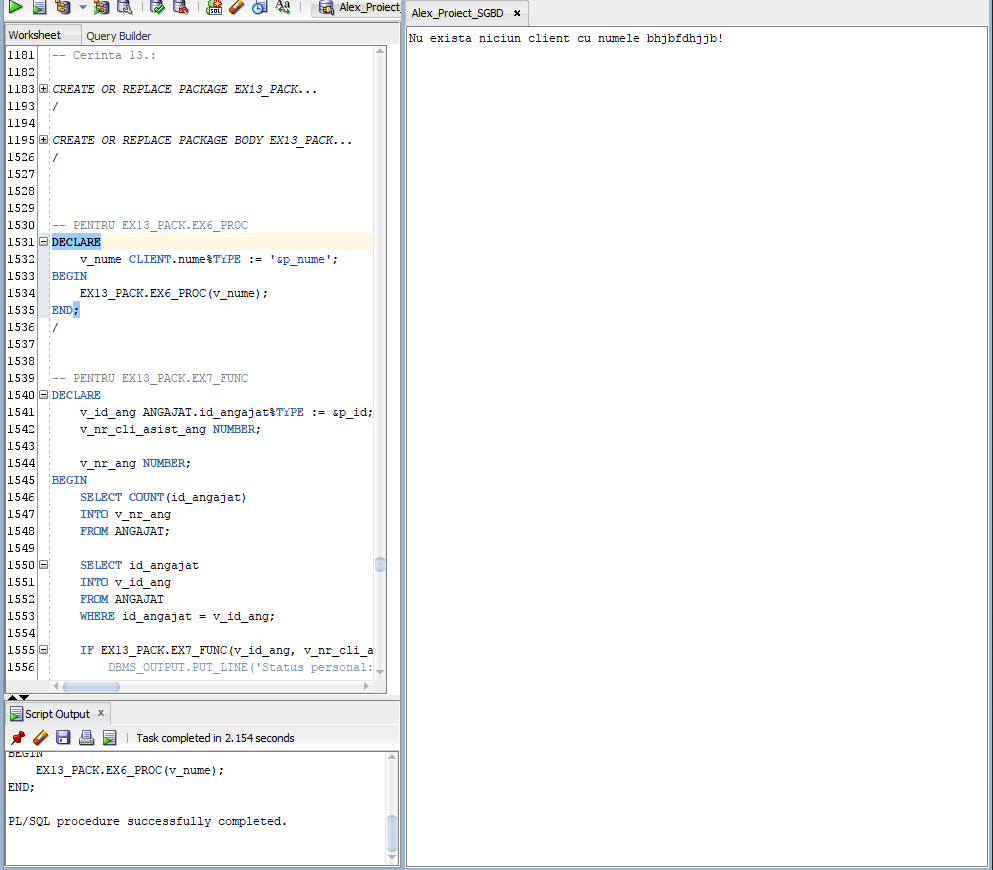 Alex_Project
Worksheet
Query Builder
1181 -- Cerinta 13.:
1182
1183 CREATE OR REPLACE PACKAGE EX13_PACK...
1193 /
1194
1195 CREATE OR REPLACE PACKAGE BODY EX13_PACK...
1526 /
1527
1528
1529
1530 -- PENTRU EX13_PACK.EX6_PROC
1531 DECLARE
1532 v_nume CLIENT.nume%TYPE := '&p_nume';
1533 BEGIN
1534 EX13_PACK.EX6_PROC(v_nume);
1535 END;
1536 /
1537
1538
1539 -- PENTRU EX13_PACK.EX7_FUNC
1540 DECLARE
1541 v_id_ang ANGAJAT.id_angajat%TYPE := &p_id;
1542 v_nr_cli_asist_ang NUMBER;
1543
1544 v_nr_ang NUMBER;
1545 BEGIN
1546 SELECT COUNT(id_angajat)
1547 INTO v_nr_ang
1548 FROM ANGAJAT;
1549
1550 SELECT id_angajat
1551 INTO v_id_ang
1552 FROM ANGAJAT
1553 WHERE id_angajat = v_id_ang;
1554
1555 IF EX13_PACK.EX7_FUNC(v_id_ang, v_nr_cli_a
1556 DBMS_OUTPUT.PUT_LINE('Status personal:
Script Output x
Task completed in 2.154 seconds
BEGIN
EX13_PACK.EX6_PROC(v_nume);
END;
PL/SQL procedure successfully completed.
Alex_Proiect_SGBD
Nu exista niciun client cu numele bhjbfdhjjb!